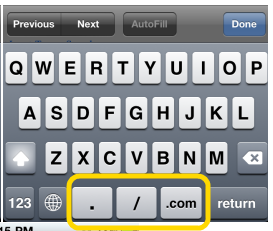 Previous Next AutoFill Done
Q W E R T Y U I O P
A S D F G H J K L
Z X C V B N M
123 . / .com return